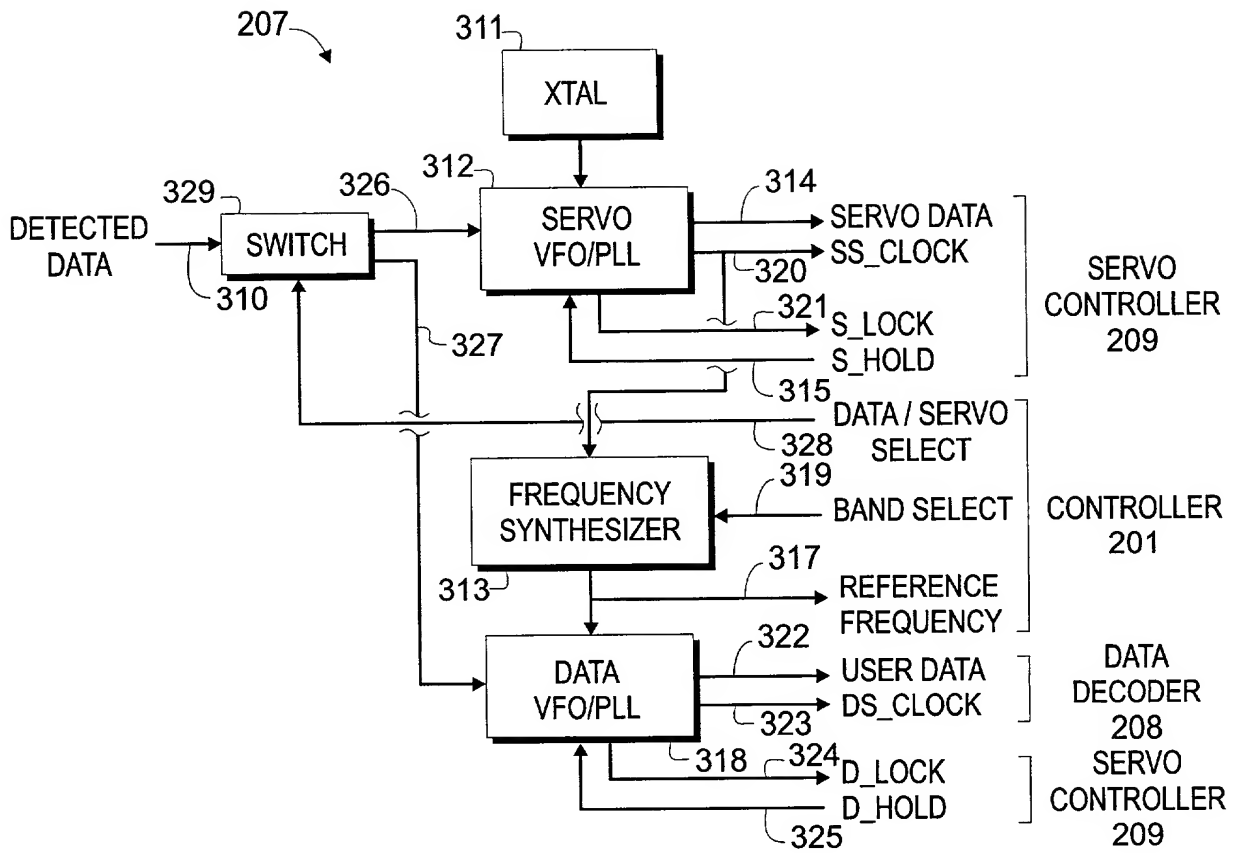 207
311
XTAL
312
314
329
326
SERVO
VFO/PLL
SERVO DATA
DETECTED
DATA
SWITCH
SS_CLOCK
320
310
SERVO
CONTROLLER
209
321
S_LOCK
327
S_HOLD
315
DATA / SERVO
SELECT
328
319
FREQUENCY
SYNTHESIZER
BAND SELECT
CONTROLLER
201
313
317
REFERENCE
FREQUENCY
322
DATA
VFO/PLL
USER DATA
DS_CLOCK
323
DATA
DECODER
208
318
324
D_LOCK
D_HOLD
325
SERVO
CONTROLLER
209